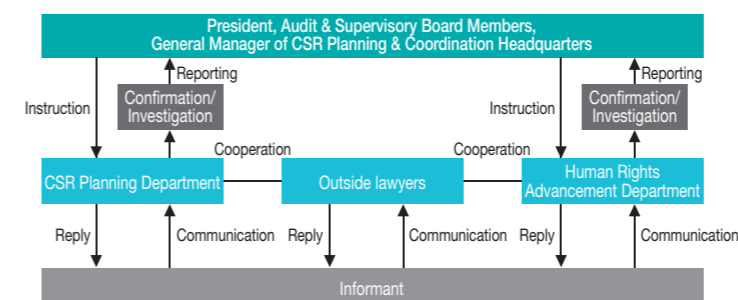 President, Audit & Supervisory Board Members,
General Manager of CSR Planning & Coordination Headquarters
Reporting
Reporting
Instruction
Confirmation/
Investigation
Instruction
Confirmation/
Investigation
Cooperation
Cooperation
CSR Planning Department
Outside lawyers
Human Rights
Advancement Department
Reply
Communication
Reply
Communication
Reply
Communication
Informant